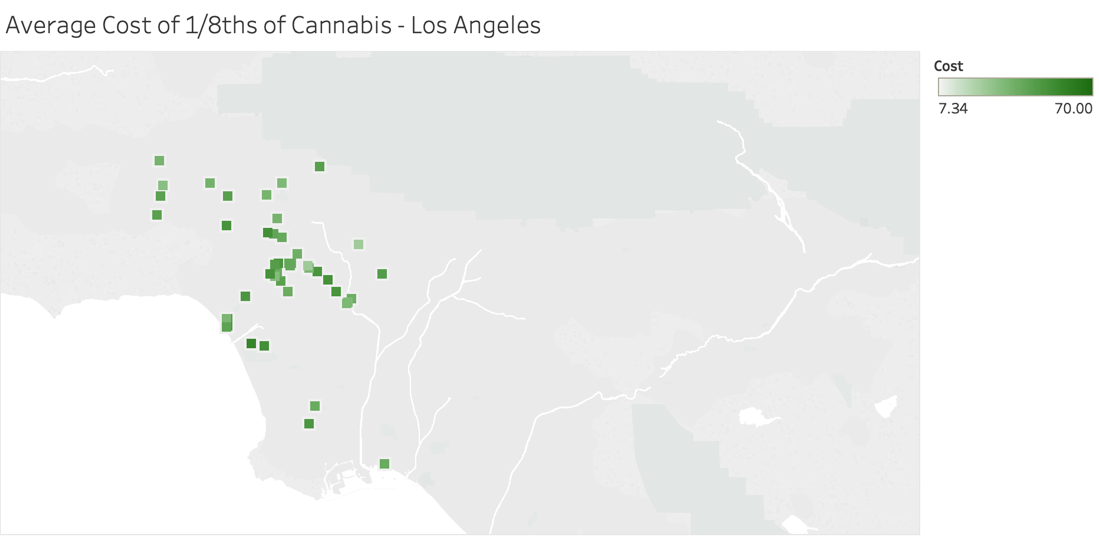 Average Cost of 1/8ths of Cannabis - Los Angeles
Cost
7.34 70.00